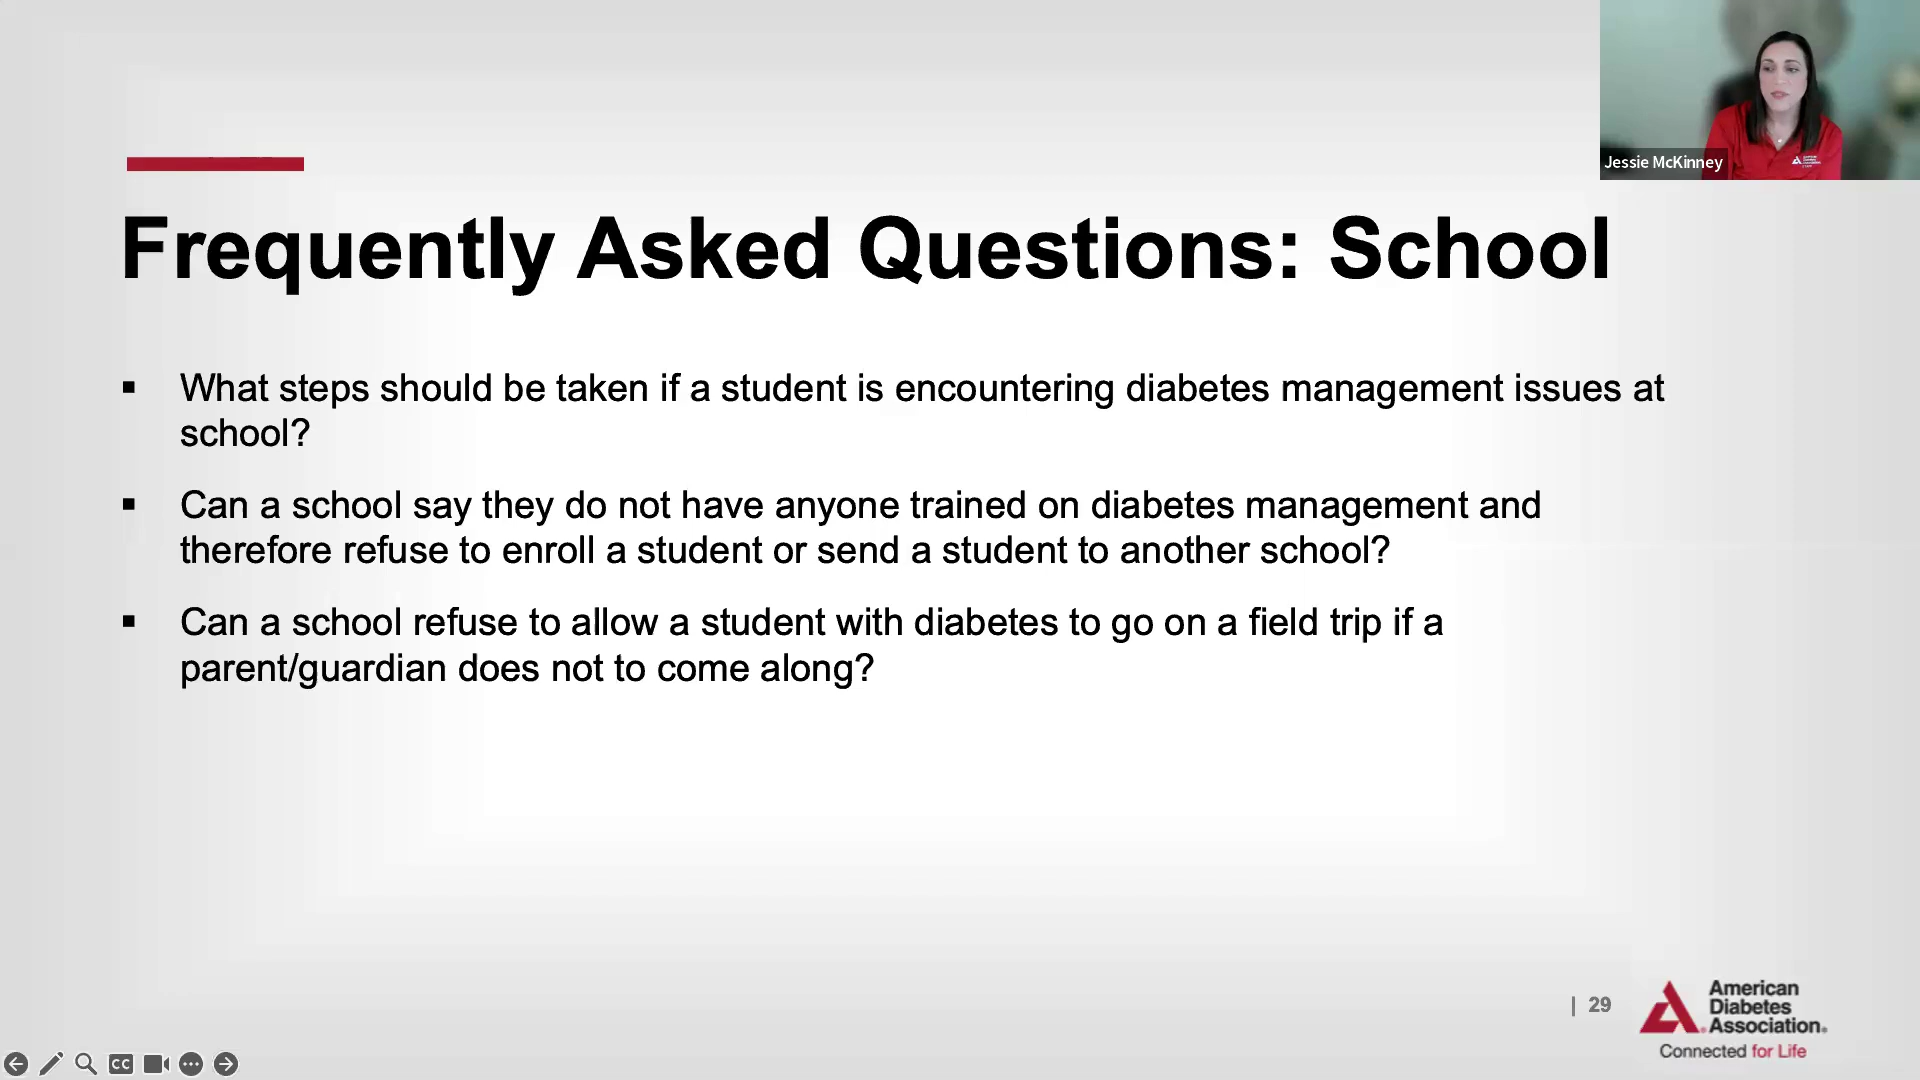 Jessie McKinney
Frequently Asked Questions: School
▪ What steps should be taken if a student is encountering diabetes management issues at
school?
▪ Can a school say they do not have anyone trained on diabetes management and
therefore refuse to enroll a student or send a student to another school?
▪ Can a school refuse to allow a student with diabetes to go on a field trip if a
parent/guardian does not to come along?
| 29
American
Diabetes
Association.
Connected for Life
CC